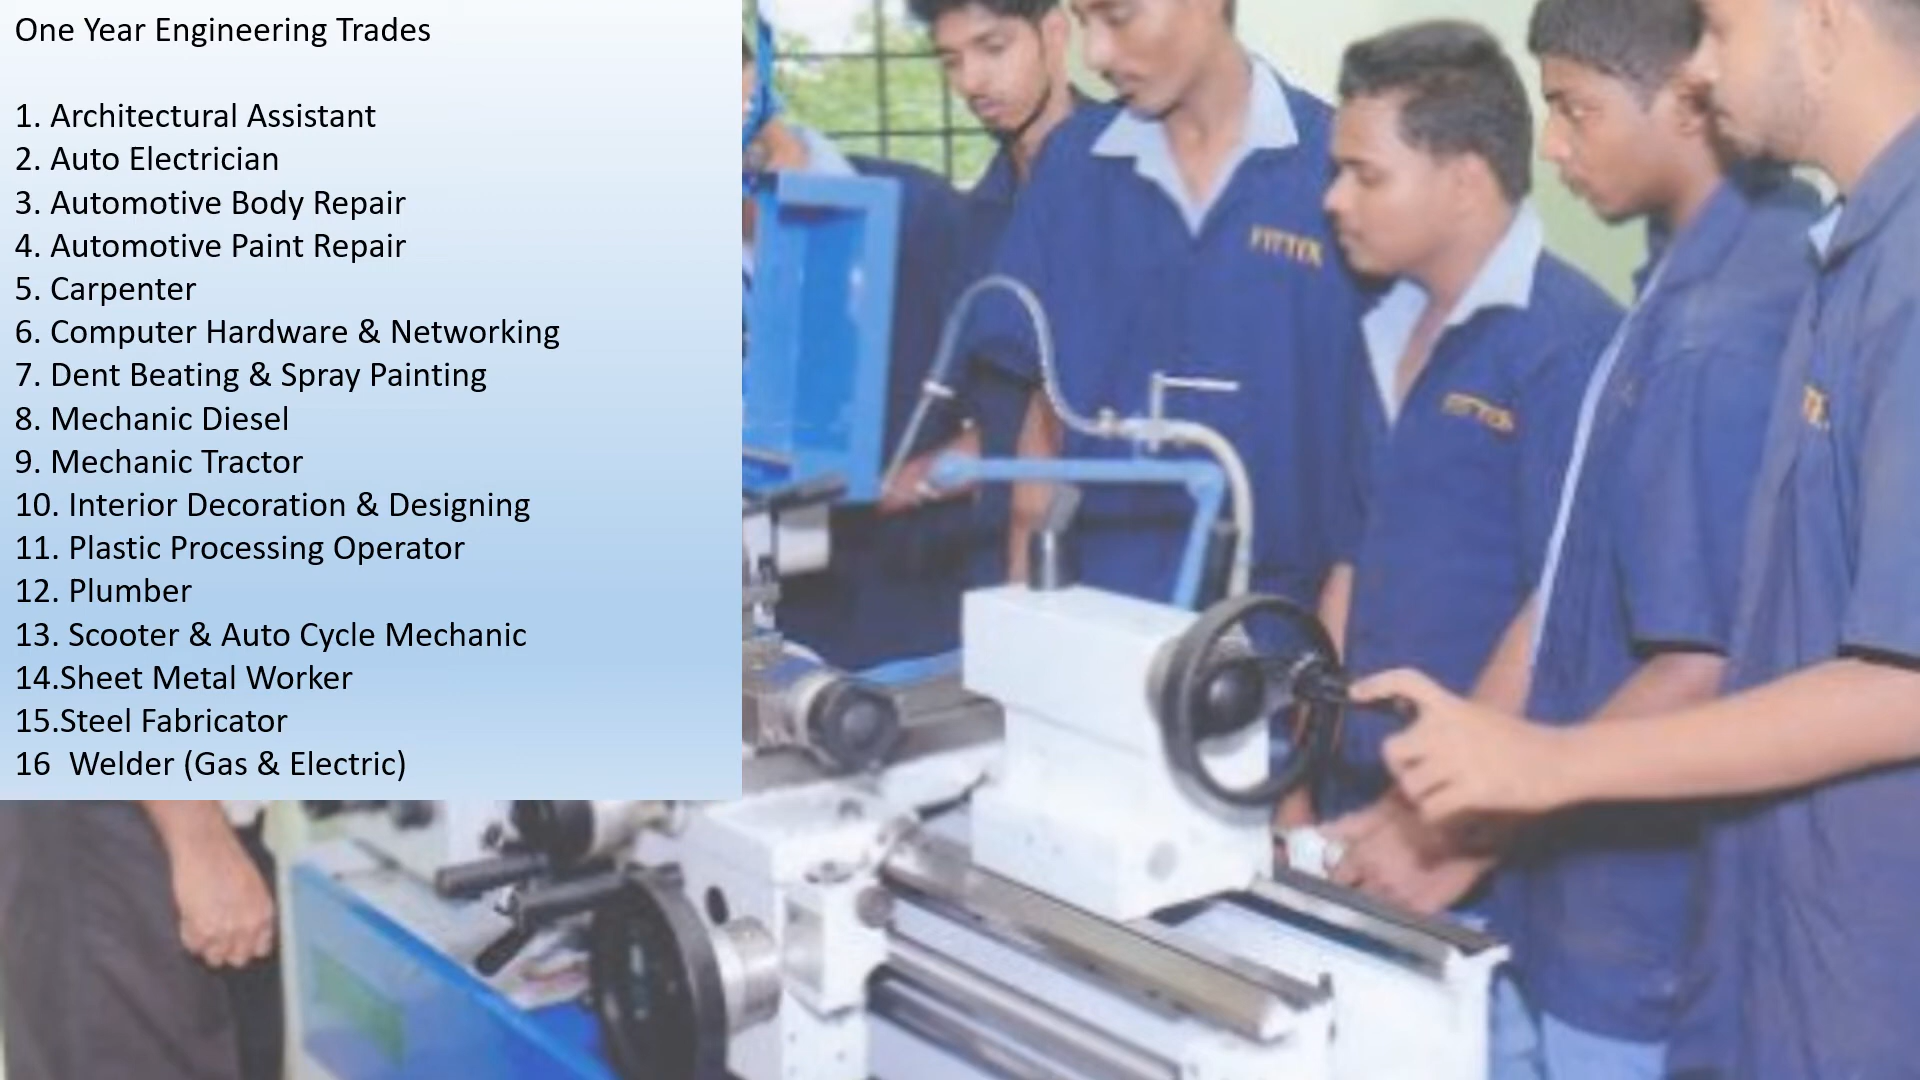 One Year Engineering Trades
1. Architectural Assistant
2. Auto Electrician
3. Automotive Body Repair
4. Automotive Paint Repair
5. Carpenter
6. Computer Hardware & Networking
7. Dent Beating & Spray Painting
8. Mechanic Diesel
9. Mechanic Tractor
10. Interior Decoration & Designing
11. Plastic Processing Operator
12. Plumber
13. Scooter & Auto Cycle Mechanic
14.Sheet Metal Worker
15.Steel Fabricator
16  Welder (Gas & Electric)
FITTER
FITTER